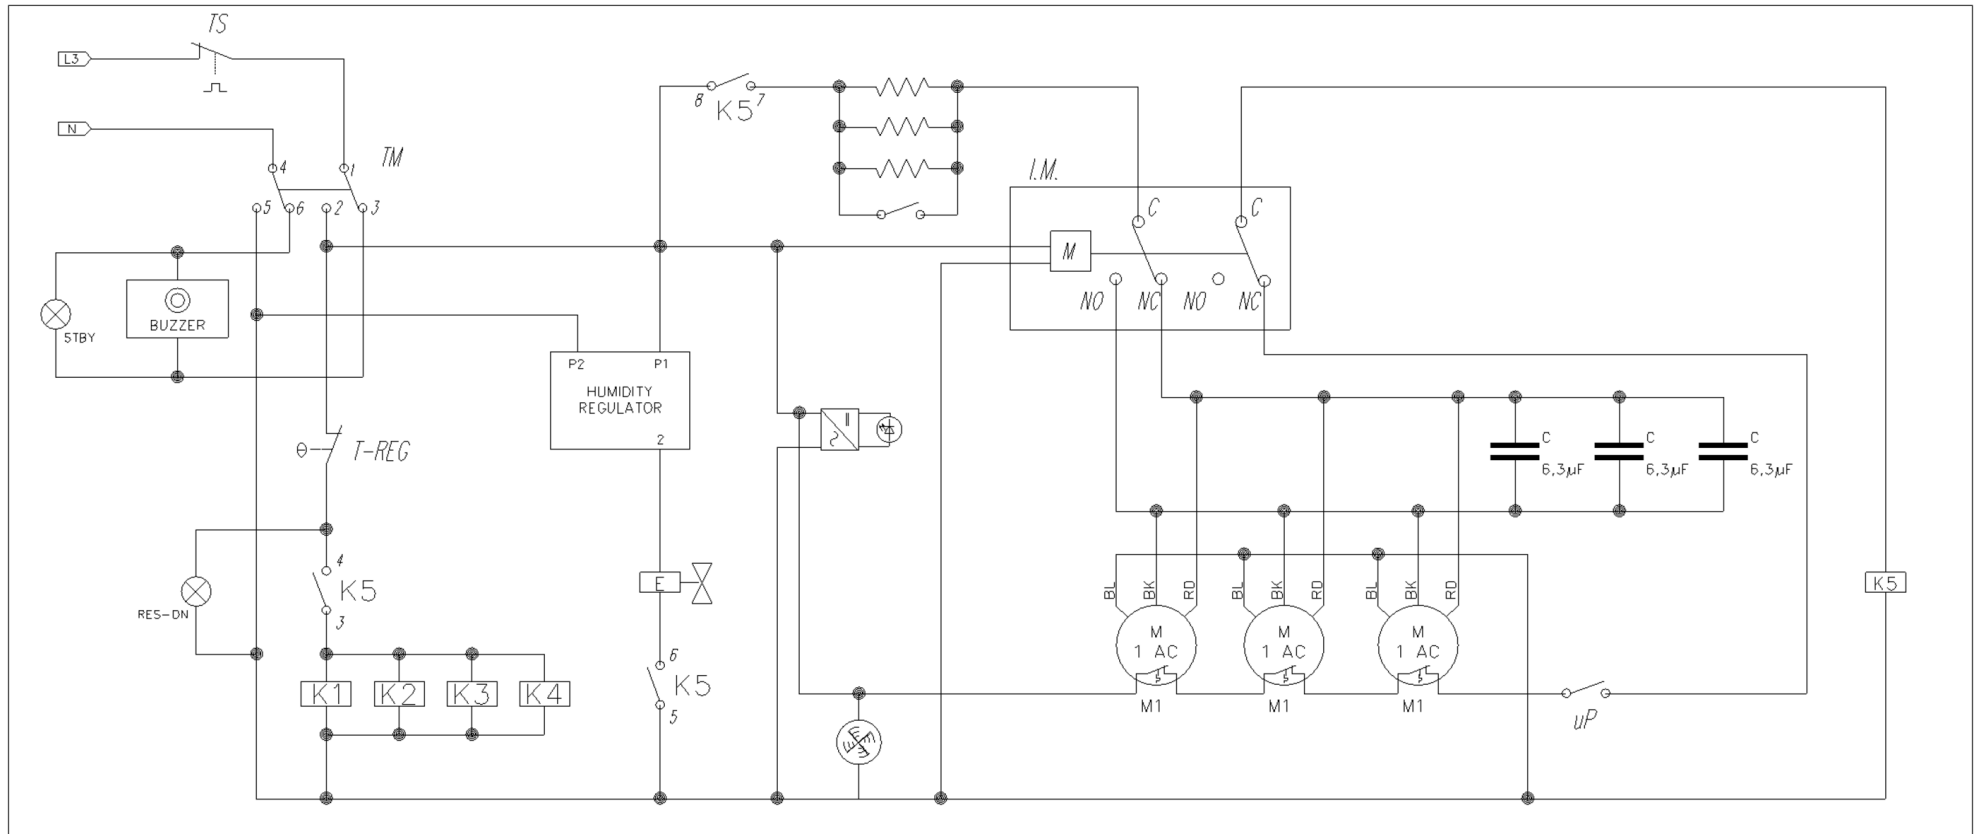 TS
L3
N
4
1
TM
5
6
2
3
8
K5
7
I.M.
C
C
M
NO
NC
NO
NC
BUZZER
STBY
P2
P1
HUMIDITY
REGULATOR
2
T-REG
C
6,3µF
C
6,3µF
C
6,3µF
4
K5
3
RES-DN
E
6
K5
5
BL
BK
RD
BL
BK
RD
BL
BK
RD
K5
M
1 AC
M
1 AC
M
1 AC
K1
K2
K3
K4
M1
M1
M1
uP